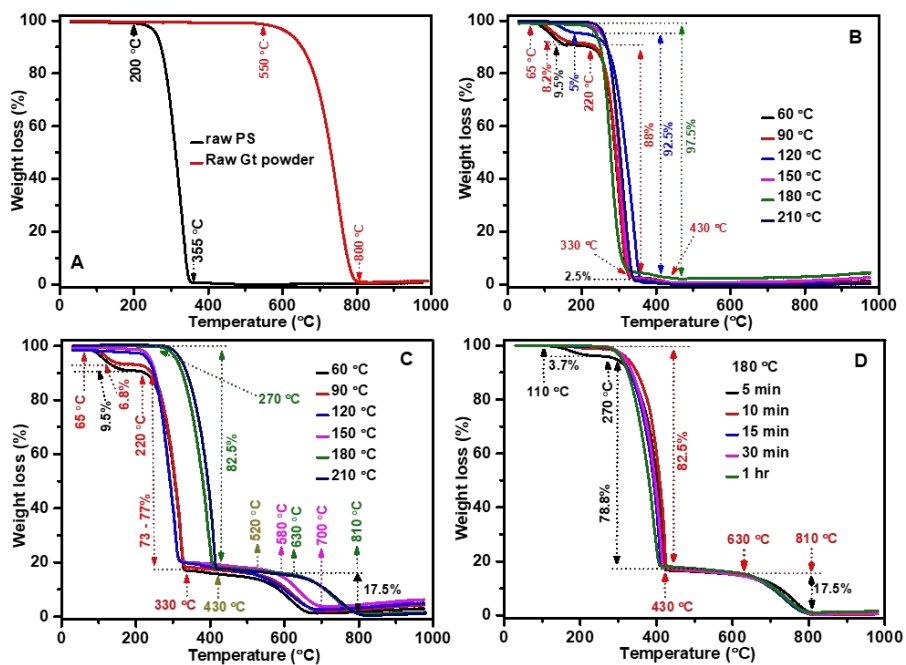 Weight loss (%)
100
80
60
40
20
0
200 °C
550 °C
raw PS
Raw Gt powder
355 °C
800 °C
A
0 200 400 600 800 1000
Temperature (°C)
Weight loss (%)
100
80
60
40
20
0
B
65 °C
8.2%
9.5%
5%
220 °C
88%
92.5%
97.5%
60 °C
90 °C
120 °C
150 °C
180 °C
210 °C
330 °C
430 °C
2.5%
0 200 400 600 800 1000
Temperature (°C)
Weight loss (%)
100
80
60
40
20
0
C
65 °C
9.5%
6.8%
220 °C
270 °C
82.5%
60 °C
90 °C
120 °C
150 °C
180 °C
210 °C
73 - 77%
520 °C
580 °C
630 °C
700 °C
810 °C
17.5%
330 °C
430 °C
0 200 400 600 800 1000
Temperature (°C)
Weight loss (%)
100
80
60
40
20
0
D
3.7%
110 °C
270 °C
78.8%
82.5%
180 °C
5 min
10 min
15 min
30 min
1 hr
630 °C
810 °C
17.5%
430 °C
0 200 400 600 800 1000
Temperature (°C)